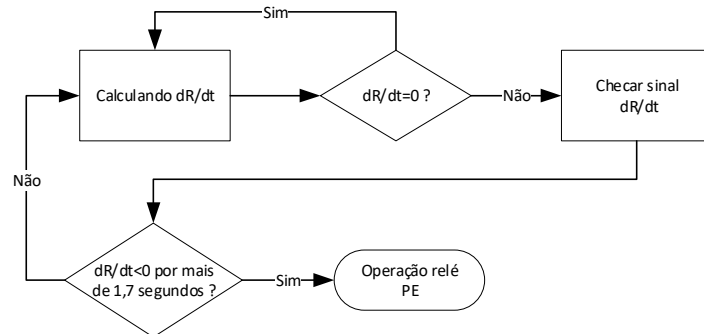 Sim
Calculando dR/dt
dR/dt=0 ?
Não
Checar sinal
dR/dt
Não
dR/dt<0 por mais
de 1,7 segundos ?
Sim
Operação relé
PE